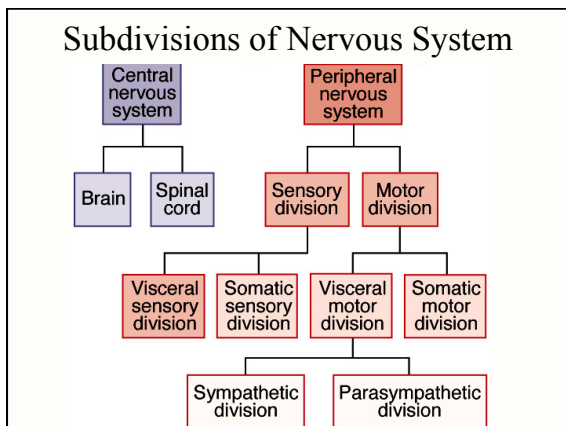 Subdivisions of Nervous System
Central
nervous
system
Peripheral
nervous
system
Brain
Spinal
cord
Sensory
division
Motor
division
Visceral
sensory
division
Somatic
sensory
division
Visceral
motor
division
Somatic
motor
division
Sympathetic
division
Parasympathetic
division